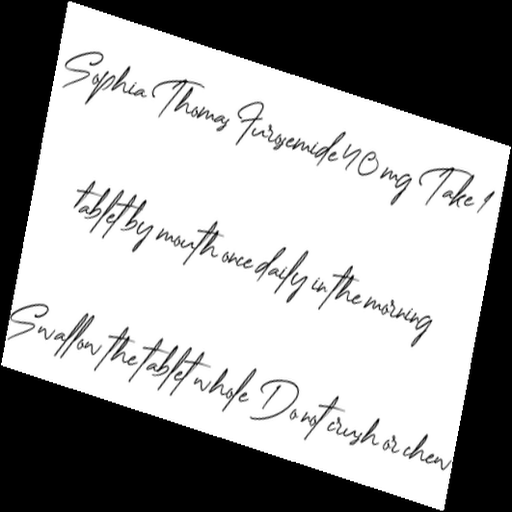 Sophia Thomas Furosemide 40 mg Take 1
tablet by mouth once daily in the morning
Swallow the tablet whole Do not crush or chew